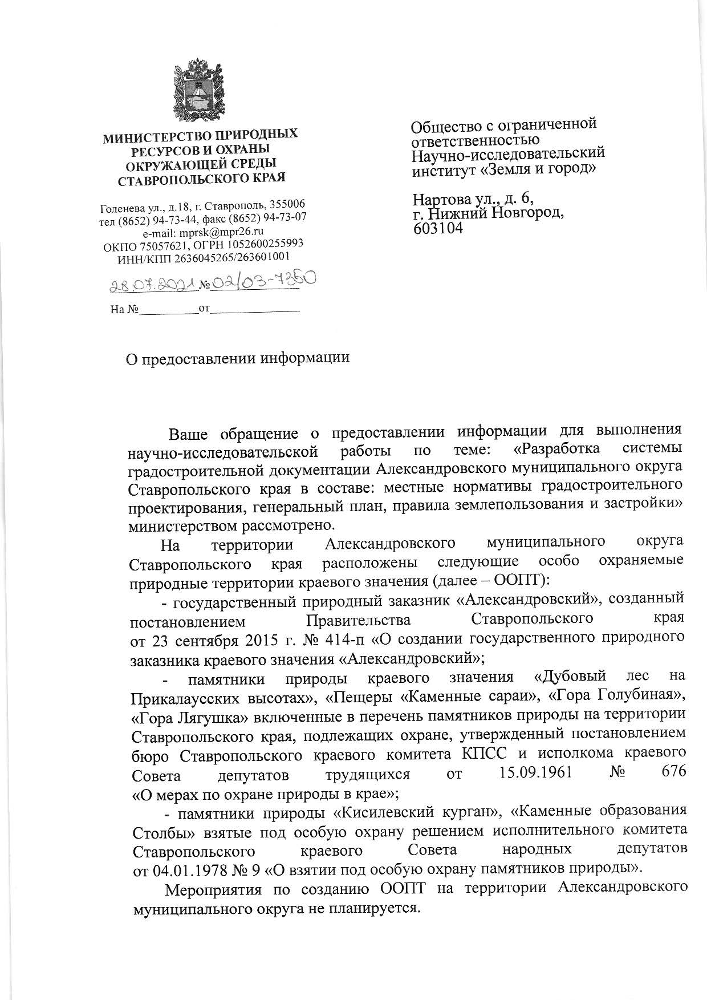 МИНИСТЕРСТВО ПРИРОДНЫХ
РЕСУРСОВ И ОХРАНЫ
ОКРУЖАЮЩЕЙ СРЕДЫ
СТАВРОПОЛЬСКОГО КРАЯ
Голенева ул., д.18, г. Ставрополь, 355006
тел (8652) 94-73-44, факс (8652) 94-73-07
e-mail: mprsk@mpr26.ru
ОКПО 75057621, ОГРН 1052600255993
ИНН/КПП 2636045265/263601001
28.07.2021 № 02/03-7350
На №__________от_______________
Общество с ограниченной
ответственностью
Научно-исследовательский
институт «Земля и город»
Нартова ул., д. 6,
г. Нижний Новгород,
603104
О предоставлении информации
Ваше обращение о предоставлении информации для выполнения
научно-исследовательской работы по теме: «Разработка системы
градостроительной документации Александровского муниципального округа
Ставропольского края в составе: местные нормативы градостроительного
проектирования, генеральный план, правила землепользования и застройки»
министерством рассмотрено.
На территории Александровского муниципального округа
Ставропольского края расположены следующие особо охраняемые
природные территории краевого значения (далее – ООПТ):
- государственный природный заказник «Александровский», созданный
постановлением Правительства Ставропольского края
от 23 сентября 2015 г. № 414-п «О создании государственного природного
заказника краевого значения «Александровский»;
- памятники природы краевого значения «Дубовый лес на
Прикалаусских высотах», «Пещеры «Каменные сараи», «Гора Голубиная»,
«Гора Лягушка» включенные в перечень памятников природы на территории
Ставропольского края, подлежащих охране, утвержденный постановлением
бюро Ставропольского краевого комитета КПСС и исполкома краевого
Совета депутатов трудящихся от 15.09.1961 № 676
«О мерах по охране природы в крае»;
- памятники природы «Кисилевский курган», «Каменные образования
Столбы» взятые под особую охрану решением исполнительного комитета
Ставропольского краевого Совета народных депутатов
от 04.01.1978 № 9 «О взятии под особую охрану памятников природы».
Мероприятия по созданию ООПТ на территории Александровского
муниципального округа не планируется.